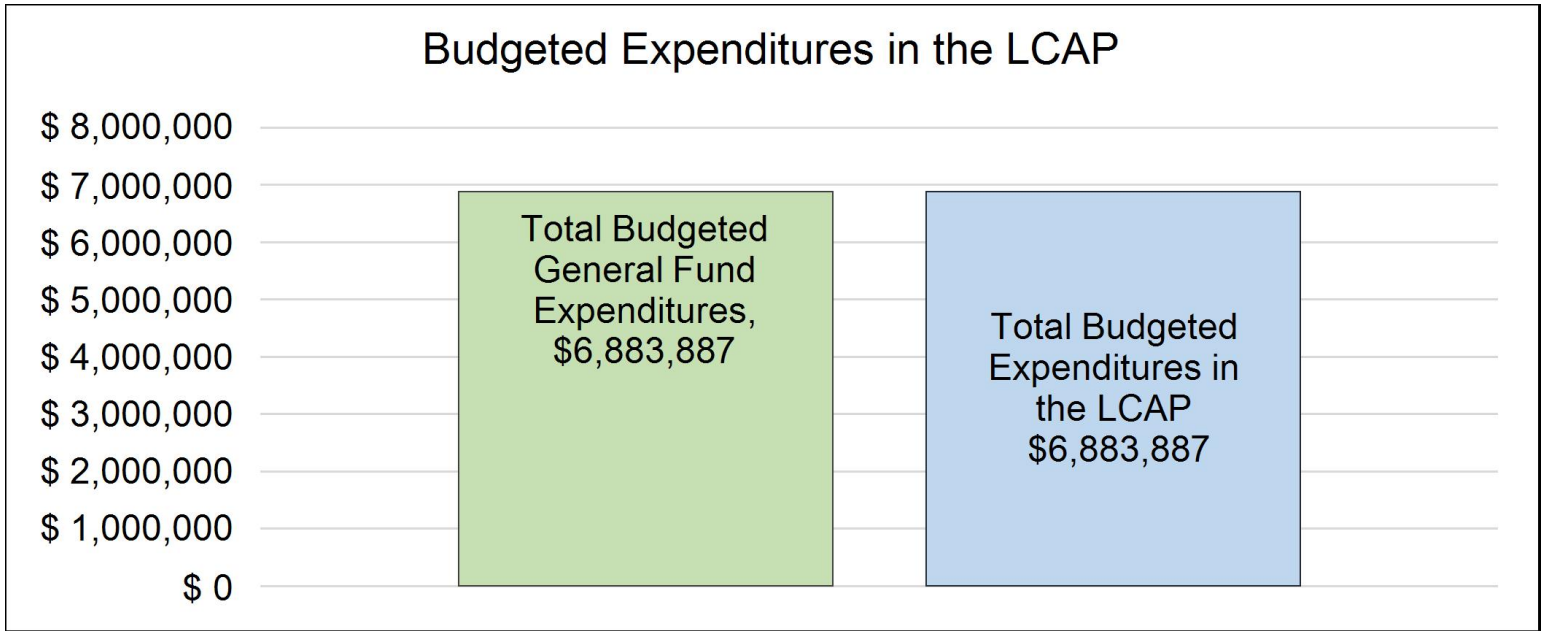 Budgeted Expenditures in the LCAP
$ 8,000,000
$ 7,000,000
$ 6,000,000
$ 5,000,000
$ 4,000,000
$ 3,000,000
$ 2,000,000
$ 1,000,000
$ 0
Total Budgeted
General Fund
Expenditures,
$6,883,887
Total Budgeted
Expenditures in
the LCAP
$6,883,887